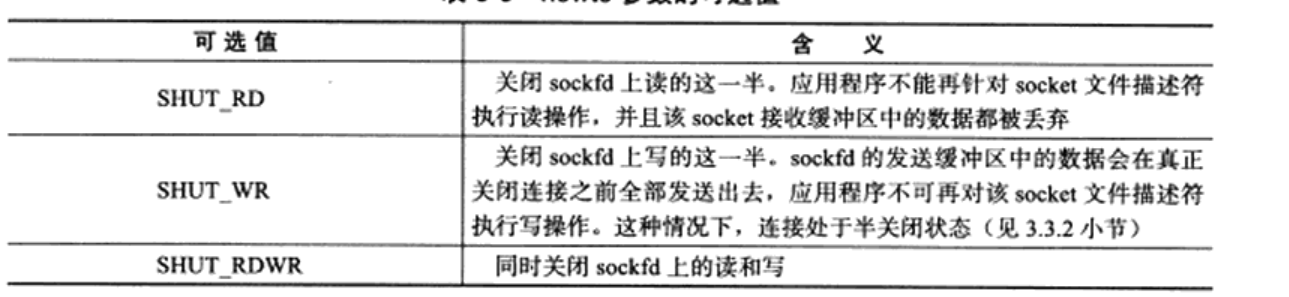 可选值
含 义
SHUT_RD
关闭 sockfd 上读的这一半。应用程序不能再针对 socket 文件描述符
执行读操作，并且该 socket 接收缓冲区中的数据都被丢弃
SHUT_WR
关闭 sockfd 上写的这一半。sockfd 的发送缓冲区中的数据会在真正
关闭连接之前全部发送出去，应用程序不可再对该 socket 文件描述符
执行写操作。这种情况下，连接处于半关闭状态（见 3.3.2 小节）
SHUT_RDWR
同时关闭 sockfd 上的读和写